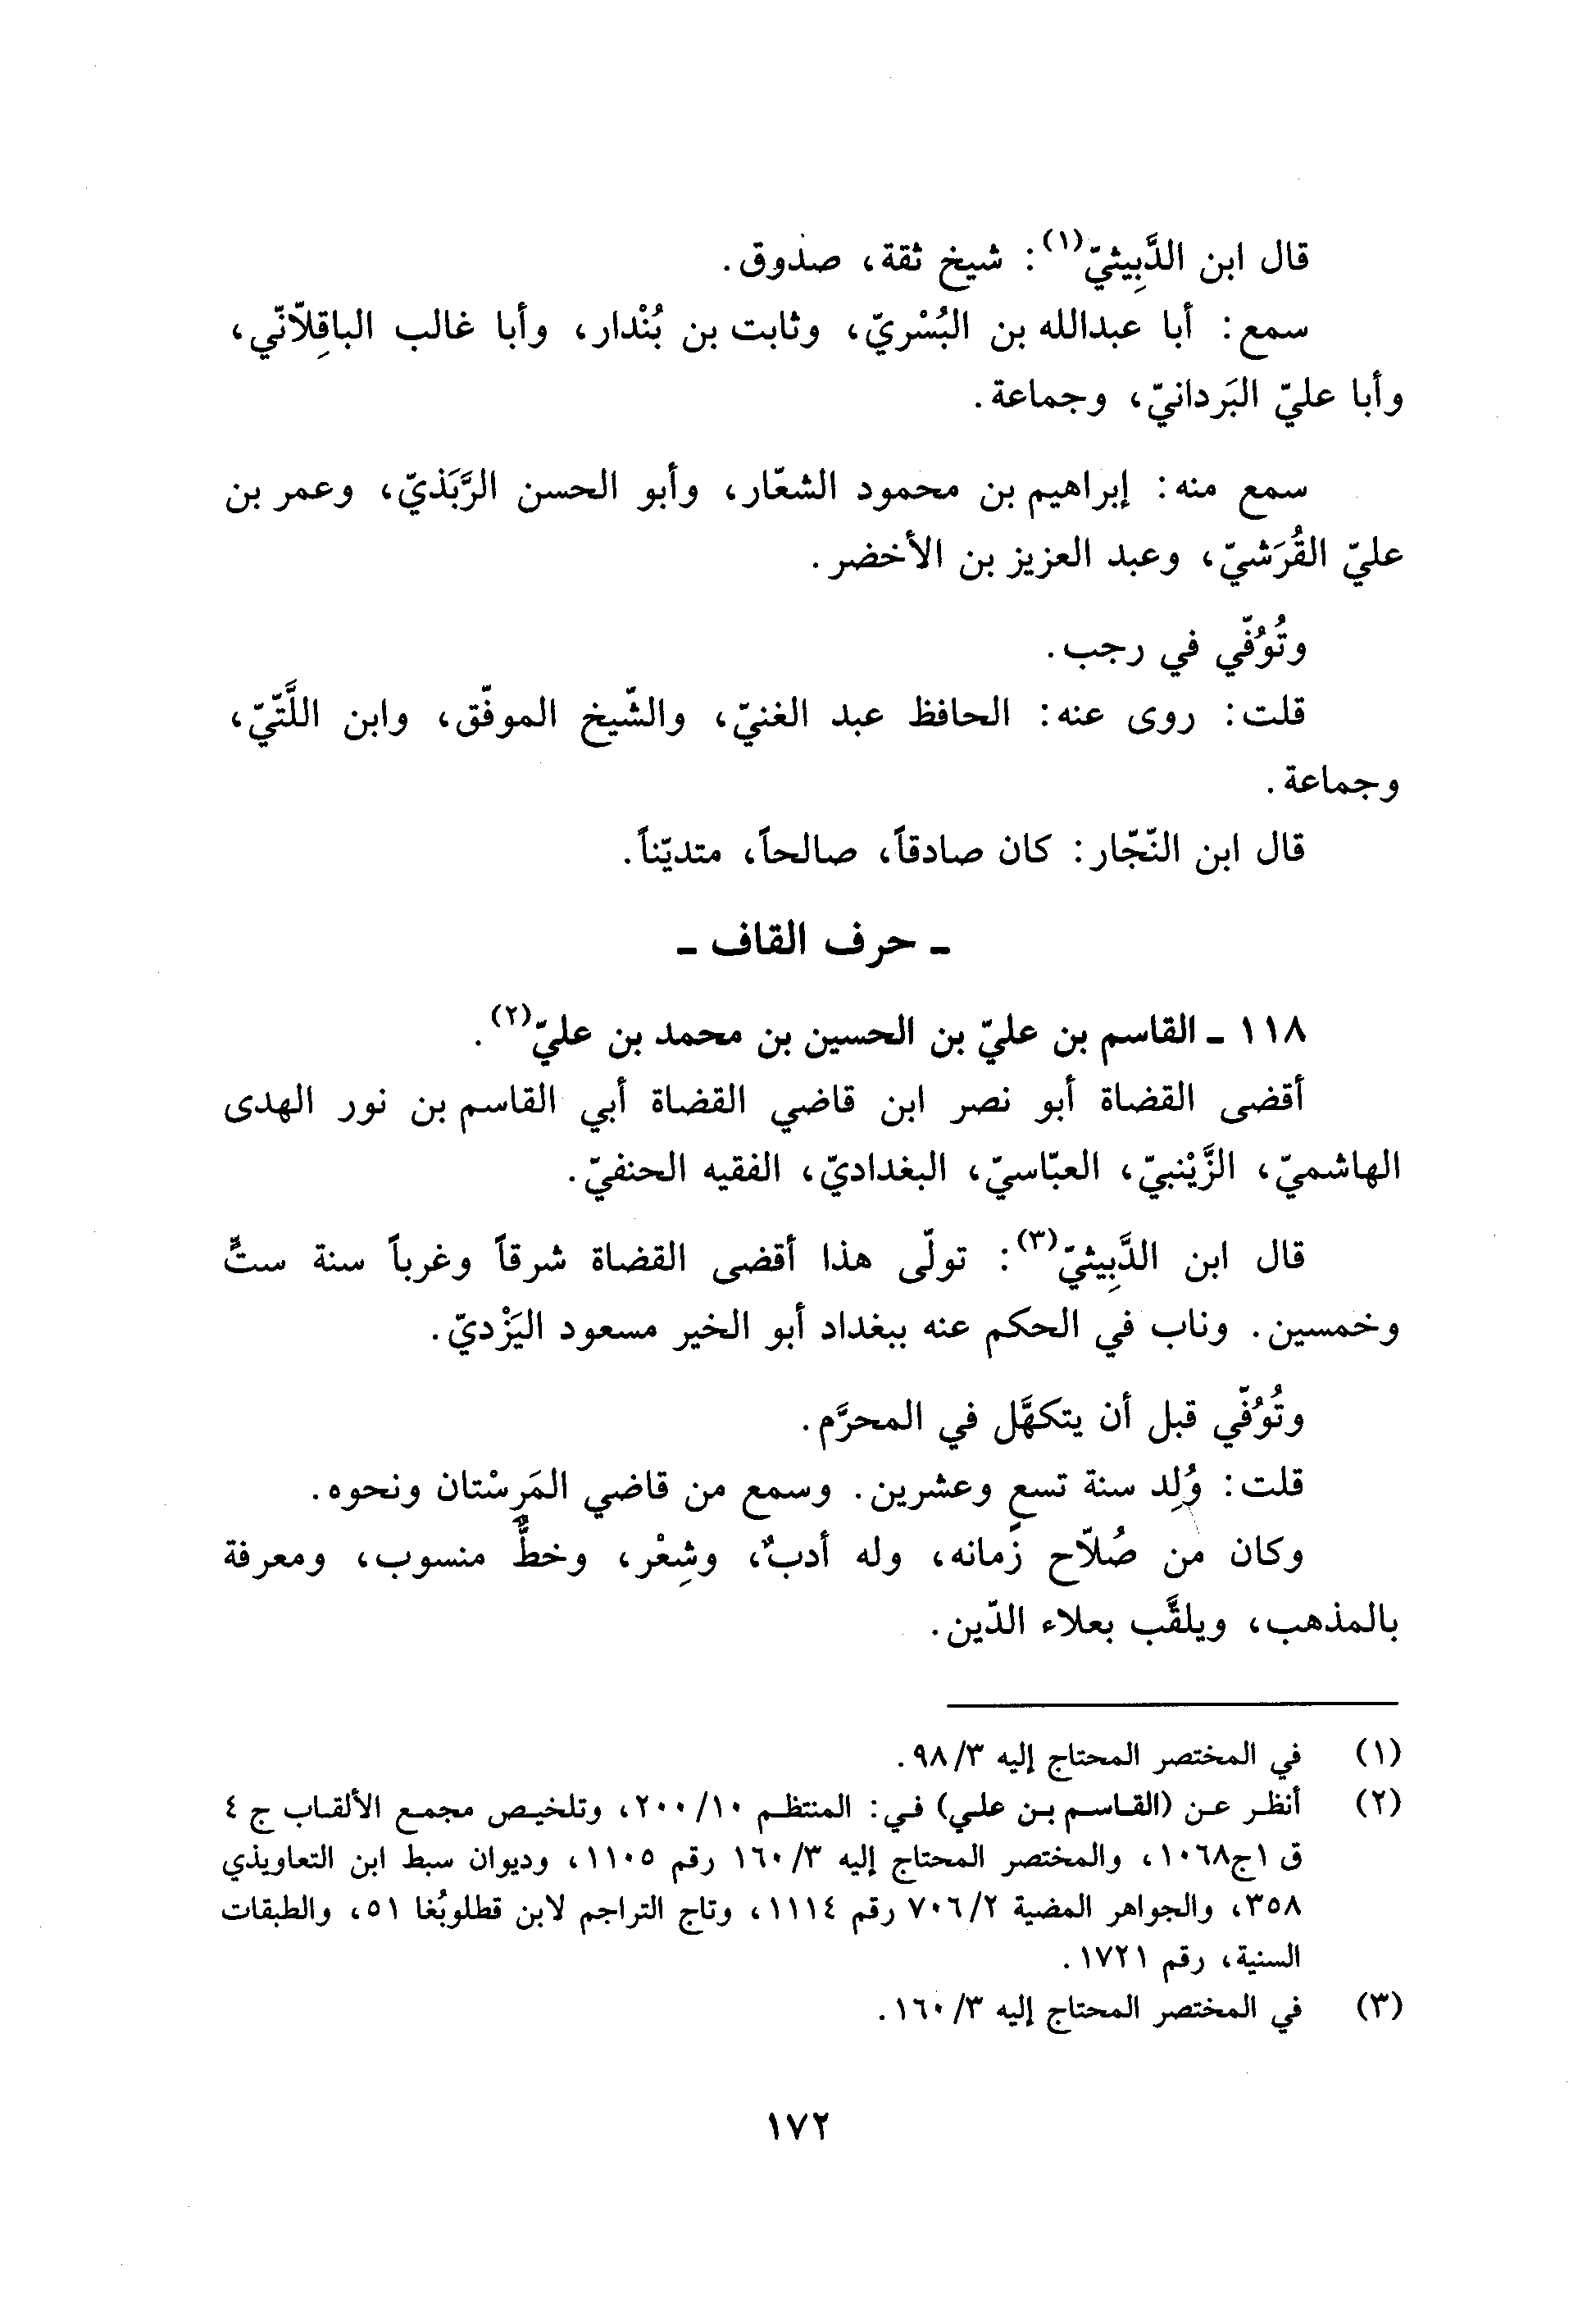 قال ابن الدَّبِيثيّ(١): شيخ ثقة، صدوق.
سمع: أبا عبدالله بن البُسْريّ، وثابت بن بُنْدار، وأبا غالب الباقِلاّنّي،
وأبا عليّ البَردانيّ، وجماعة.
سمع منه: إبراهيم بن محمود الشعّار، وأبو الحسن الرَّبَذيّ، وعمر بن
عليّ القُرَشيّ، وعبد العزيز بن الأخضر.
وتُوُفّي في رجب.
قلت: روى عنه: الحافظ عبد الغنيّ، والشّيخ الموفّق، وابن اللَّتّيّ،
وجماعة.
قال ابن النّجّار: كان صادقاً، صالحاً، متديّناً.
ـ حرف القاف ـ
١١٨ ـ القاسم بن عليّ بن الحسين بن محمد بن عليّ(٢).
أقضى القضاة أبو نصر ابن قاضي القضاة أبي القاسم بن نور الهدى
الهاشميّ، الزَّيْنبيّ، العبّاسيّ، البغداديّ، الفقيه الحنفيّ.
قال ابن الدَّبِيثيّ(٣): تولّى هذا أقضى القضاة شرقاً وغرباً سنة ستٍّ
وخمسين. وناب في الحكم عنه ببغداد أبو الخير مسعود اليَزْديّ.
وتُوُفّي قبل أن يتكهَّل في المحرَّم.
قلت: وُلِد سنة تسعٍ وعشرين. وسمع من قاضي المَرِسْتان ونحوه.
وكان من صُلّاح زمانه، وله أدبٌ، وشِعْر، وخطٌّ منسوب، ومعرفة
بالمذهب، ويلقَّب بعلاء الدّين.
(١) في المختصر المحتاج إليه ٩٨/٣.
(٢) أنظر عن (القاسم بن علي) في: المنتظم ٢٠٠/١٠، وتلخيص مجمع الألقاب ج ٤
ق ١ج١٠٦٨، والمختصر المحتاج إليه ١٦٠/٣ رقم ١١٠٥، وديوان سبط ابن التعاويذي
٣٥٨، والجواهر المضية ٧٠٦/٢ رقم ١١١٤، وتاج التراجم لابن قطلوبُغا ٥١، والطبقات
السنية، رقم ١٧٢١.
(٣) في المختصر المحتاج إليه ١٦٠/٣.
١٧٢